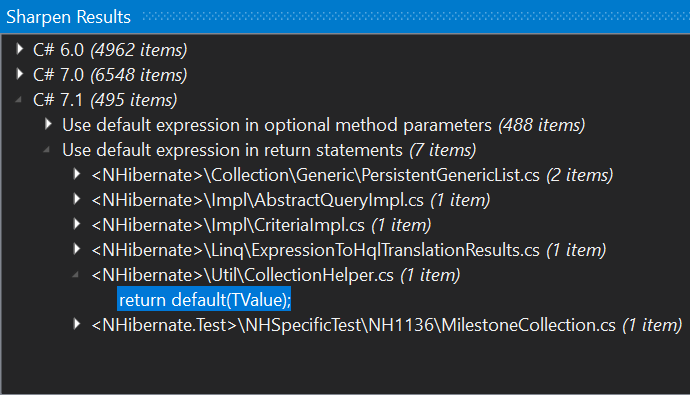 Sharpen Results
C# 6.0 (4962 items)
C# 7.0 (6548 items)
C# 7.1 (495 items)
Use default expression in optional method parameters (488 items)
Use default expression in return statements (7 items)
<NHibernate>\Collection\Generic\PersistentGenericList.cs (2 items)
<NHibernate>\Impl\AbstractQueryImpl.cs (1 item)
<NHibernate>\Impl\CriteriaImpl.cs (1 item)
<NHibernate>\Linq\ExpressionToHqlTranslationResults.cs (1 item)
<NHibernate>\Util\CollectionHelper.cs (1 item)
return default(TValue);
<NHibernate.Test>\NHSpecificTest\NH1136\MilestoneCollection.cs (1 item)